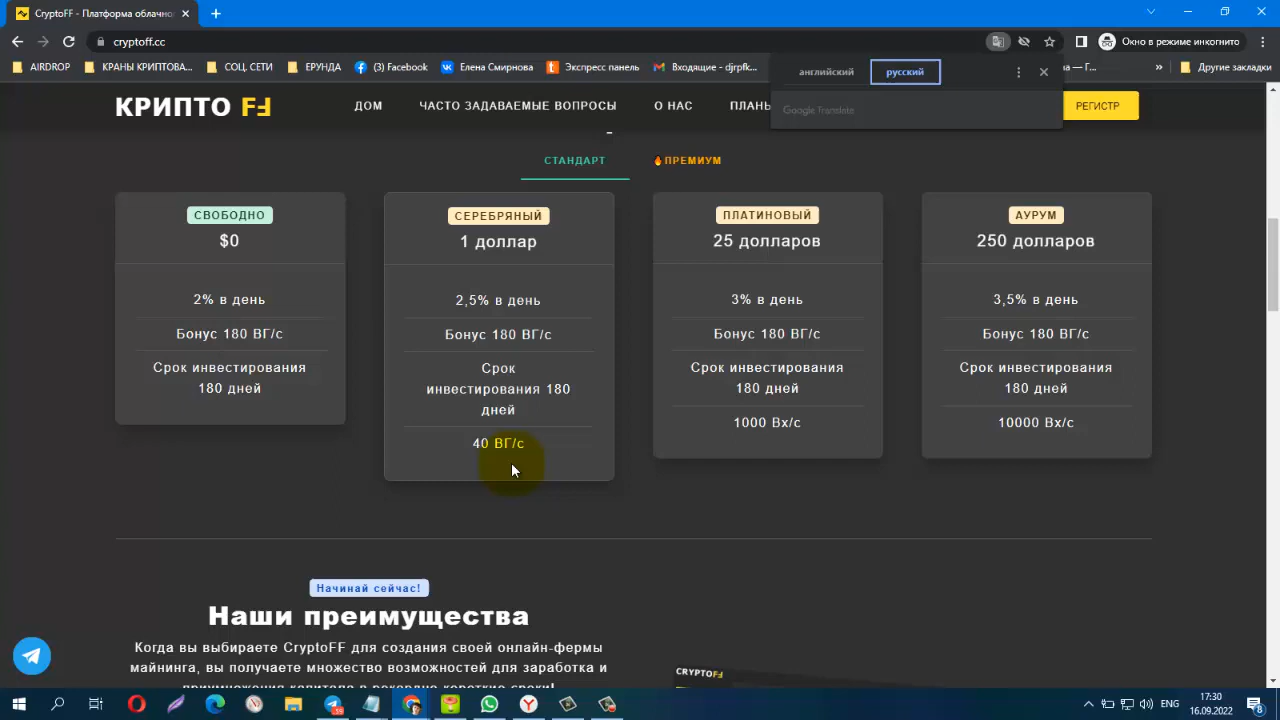 CryptoFF - Платформа облачно
cryptoff.cc
Окно в режиме инкогнито
AIRDROP
КРАНЫ КРИПТОВА...
СОЦ. СЕТИ
ЕРУНДА
(3) Facebook
Елена Смирнова
Экспресс панель
Входящие - djrpfk...
на — Г...
»
Другие закладки
английский
русский
Google Translate
КРИПТО FF
ДОМ
ЧАСТО ЗАДАВАЕМЫЕ ВОПРОСЫ
О НАС
ПЛАНЫ
РЕГИСТР
СТАНДАРТ
ПРЕМИУМ
СВОБОДНО
$0
2% в день
Бонус 180 ВГ/с
Срок инвестирования
180 дней
СЕРЕБРЯНЫЙ
1 доллар
2,5% в день
Бонус 180 ВГ/с
Срок
инвестирования 180
дней
40 ВГ/с
ПЛАТИНОВЫЙ
25 долларов
3% в день
Бонус 180 ВГ/с
Срок инвестирования
180 дней
1000 Вх/с
АУРУМ
250 долларов
3,5% в день
Бонус 180 ВГ/с
Срок инвестирования
180 дней
10000 Вх/с
Начинай сейчас!
Наши преимущества
Когда вы выбираете CryptoFF для создания своей онлайн-фермы
майнинга, вы получаете множество возможностей для заработка и
приумножения капитала в рекордно короткие сроки!
CRYPTOFF
ENG
17:30
16.09.2022